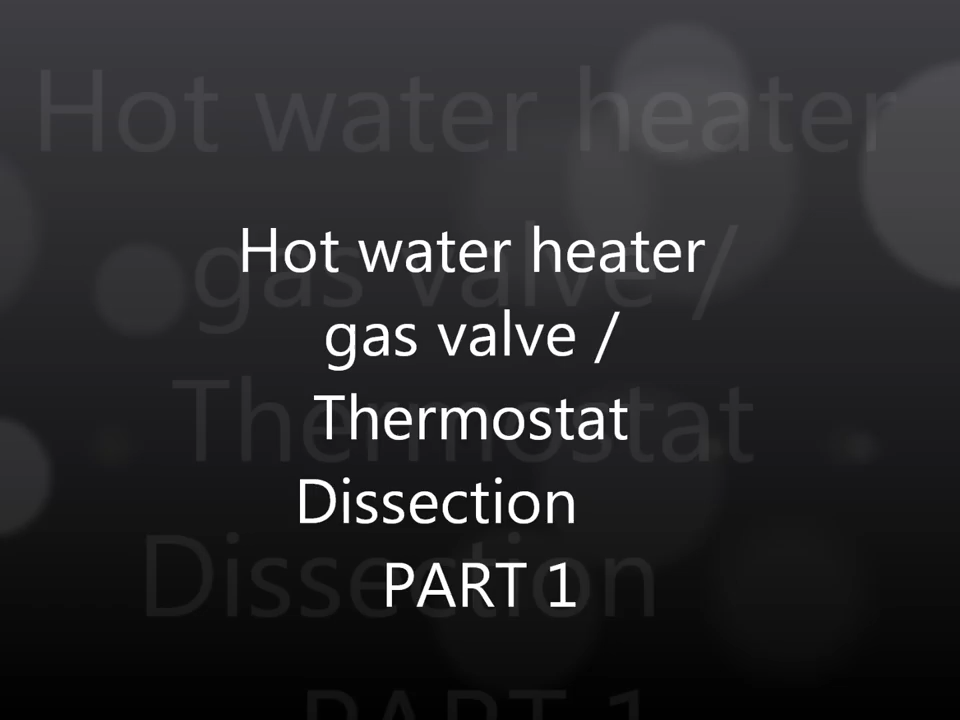 Hot water heater
gas valve /
Thermostat
Dissection
PART 1